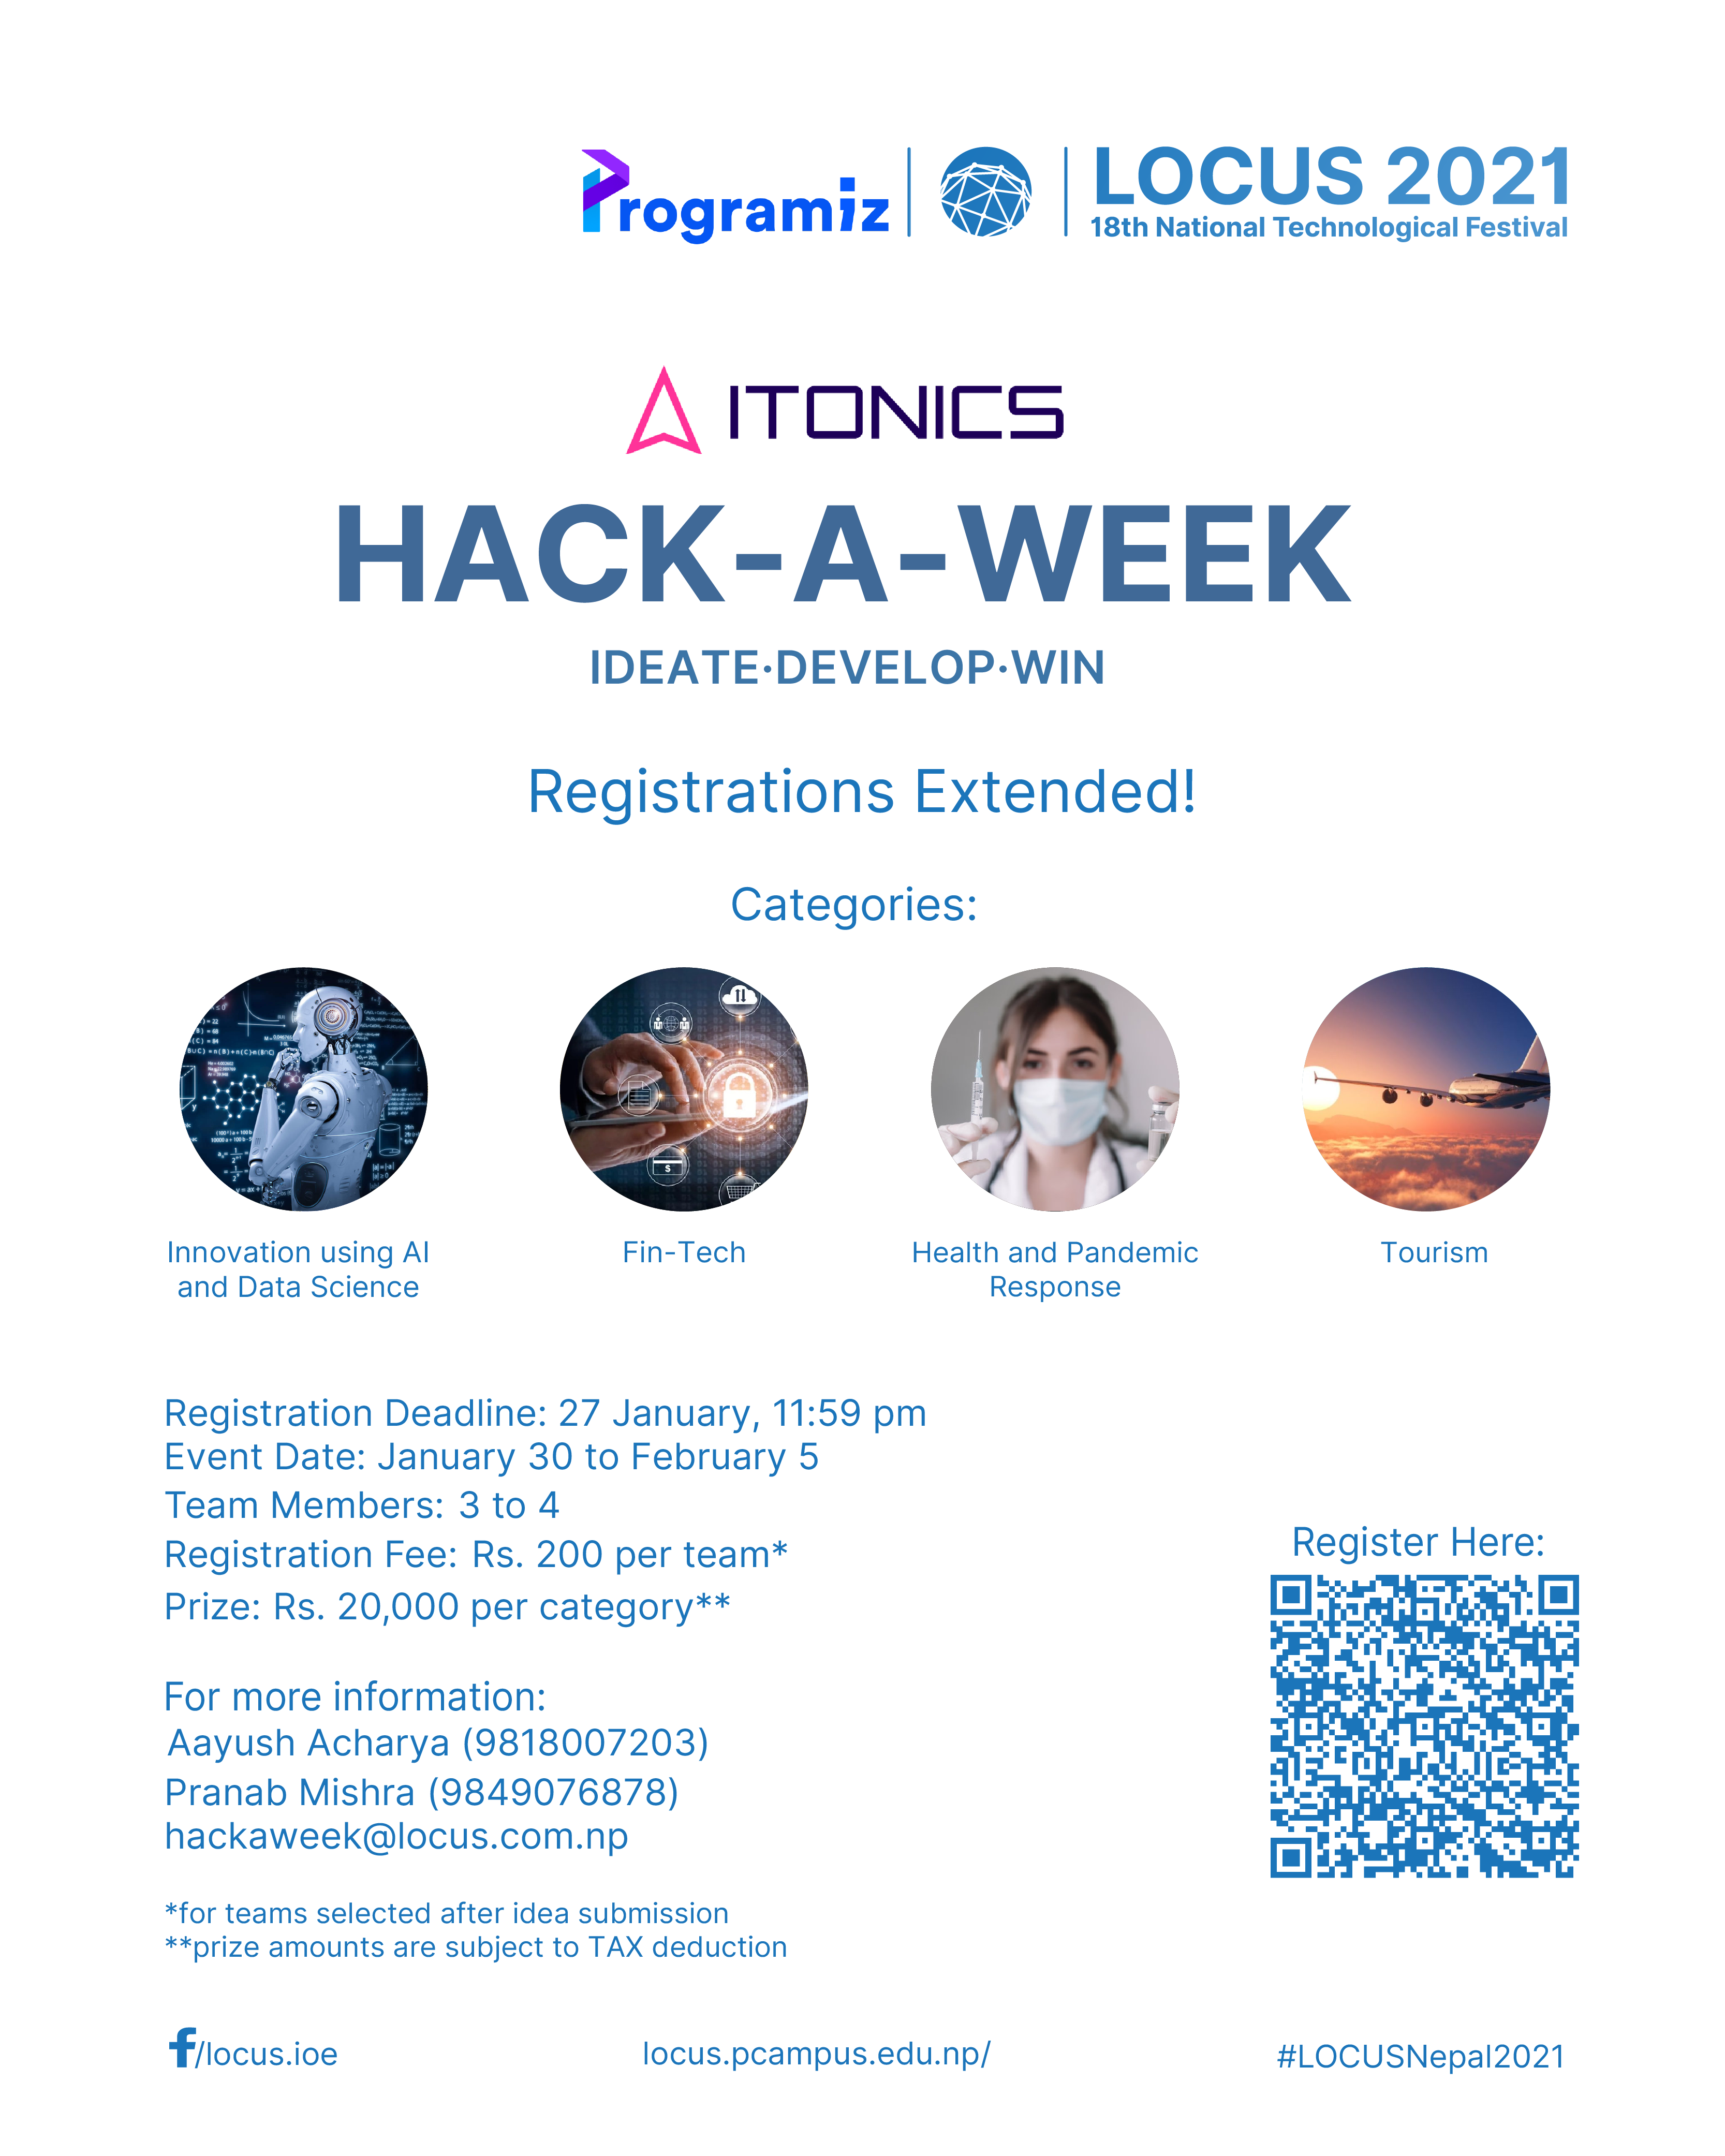 Programiz
LOCUS 2021
18th National Technological Festival
ITONICS
HACK-A-WEEK
IDEATE·DEVELOP·WIN
Registrations Extended!
Categories:
Innovation using AI
and Data Science
Fin-Tech
Health and Pandemic
Response
Tourism
Registration Deadline: 27 January, 11:59 pm
Event Date: January 30 to February 5
Team Members: 3 to 4
Registration Fee: Rs. 200 per team*
Prize: Rs. 20,000 per category**
For more information:
Aayush Acharya (9818007203)
Pranab Mishra (9849076878)
hackaweek@locus.com.np
Register Here:
*for teams selected after idea submission
**prize amounts are subject to TAX deduction
f/locus.ioe
locus.pcampus.edu.np/
#LOCUSNepal2021